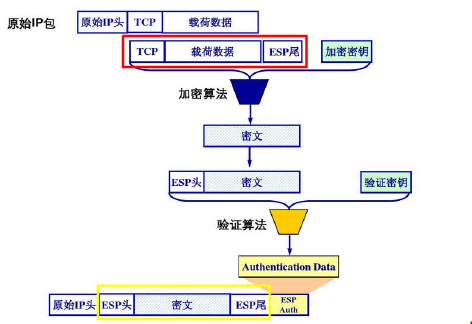 原始IP包 原始IP头 TCP 载荷数据
TCP 载荷数据 ESP尾 加密密钥
加密算法
密文
ESP头 密文 验证密钥
验证算法
Authentication Data
原始IP头 ESP头 密文 ESP尾 ESP
Auth